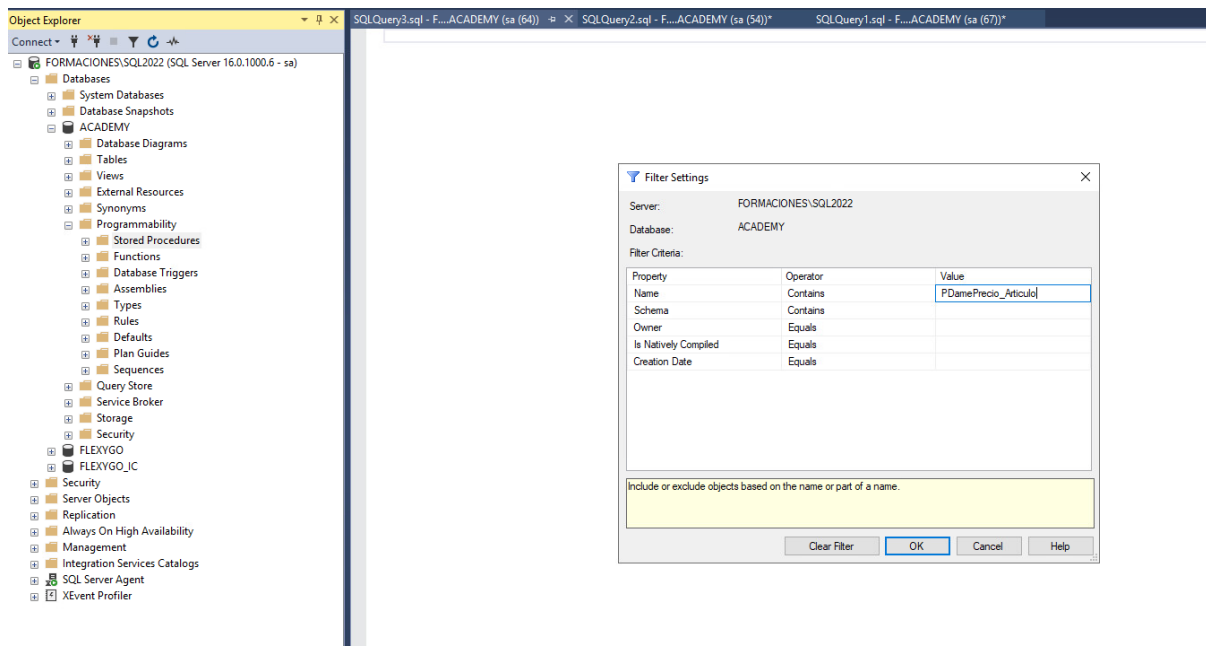 Object Explorer
Connect
FORMACIONES\SQL2022 (SQL Server 16.0.1000.6 - sa)
Databases
System Databases
Database Snapshots
ACADEMY
Database Diagrams
Tables
Views
External Resources
Synonyms
Programmability
Stored Procedures
Functions
Database Triggers
Assemblies
Types
Rules
Defaults
Plan Guides
Sequences
Query Store
Service Broker
Storage
Security
FLEXYGO
FLEXYGO_IC
Security
Server Objects
Replication
Always On High Availability
Management
Integration Services Catalogs
SQL Server Agent
XEvent Profiler
SQLQuery3.sql - F....ACADEMY (sa (64)) SQLQuery2.sql - F....ACADEMY (sa (54))* SQLQuery1.sql - F....ACADEMY (sa (67))*
Filter Settings
Server: FORMACIONES\SQL2022
Database: ACADEMY
Filter Criteria:
Property Operator Value
Name Contains PDamePrecio_Articulo
Schema Contains
Owner Equals
Is Natively Compiled Equals
Creation Date Equals
Include or exclude objects based on the name or part of a name.
Clear Filter OK Cancel Help